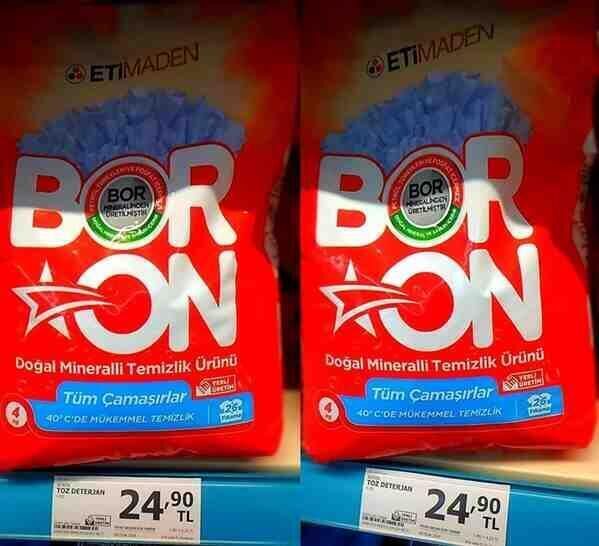 ETİMADEN
BOR
BOR
MİNERALİNDEN
ÜRETİLMİŞTİR
ON
Doğal Mineralli Temizlik Ürünü
YERLİ
ÜRETİM
Tüm Çamaşırlar
4
kg
40°C'DE MÜKEMMEL TEMİZLİK
26
TOZ DETERJAN
24,90
TL
ETİMADEN
BOR
BOR
MİNERALİNDEN
ÜRETİLMİŞTİR
ON
Doğal Mineralli Temizlik Ürünü
YERLİ
ÜRETİM
Tüm Çamaşırlar
4
kg
40°C'DE MÜKEMMEL TEMİZLİK
26
TOZ DETERJAN
24,90
TL